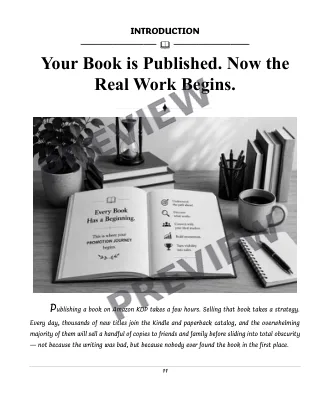 INTRODUCTION
Your Book is Published. Now the
Real Work Begins.
PREVIEW
Every Book
Has a Beginning.
This is where your
PROMOTION JOURNEY
begins.
PREVIEW
Publishing a book on Amazon KDP takes a few hours. Selling that book takes a strategy.
Every day, thousands of new titles join the Kindle and paperback catalog, and the overwhelming
majority of them will sell a handful of copies to friends and family before sliding into total obscurity
— not because the writing was bad, but because nobody ever found the book in the first place.